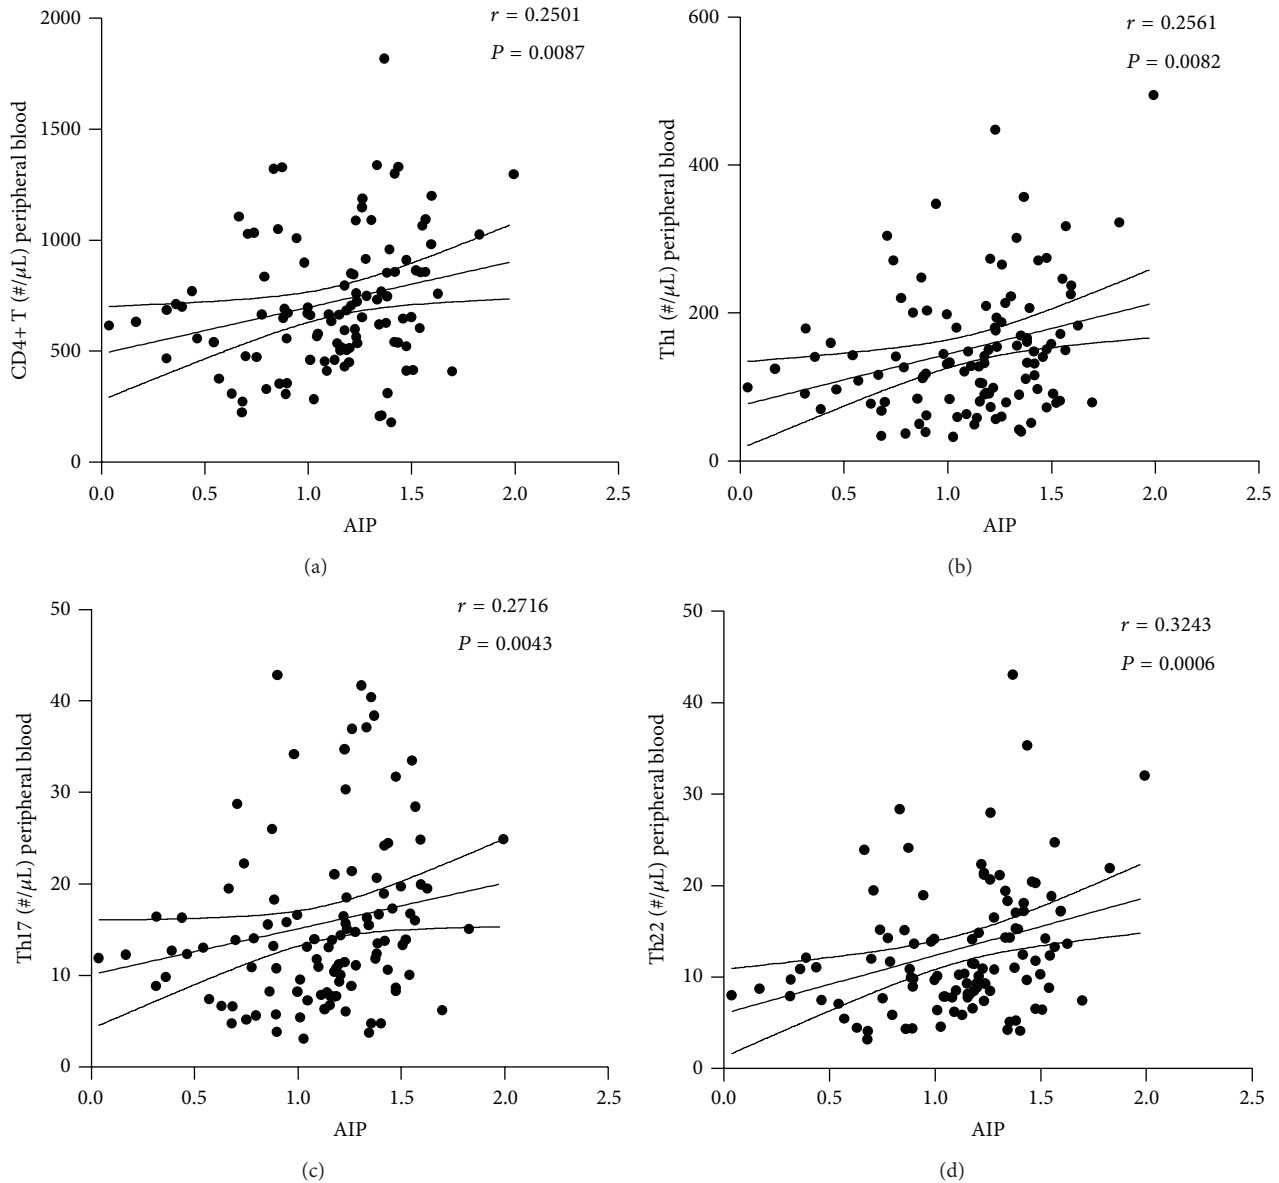 r = 0.2501
P = 0.0087
2000
1500
1000
500
0
CD4+ T (#/μL) peripheral blood
0.0 0.5 1.0 1.5 2.0 2.5
AIP
(a)
r = 0.2561
P = 0.0082
600
400
200
0
Th1 (#/μL) peripheral blood
0.0 0.5 1.0 1.5 2.0 2.5
AIP
(b)
r = 0.2716
P = 0.0043
50
40
30
20
10
0
Th17 (#/μL) peripheral blood
0.0 0.5 1.0 1.5 2.0 2.5
AIP
(c)
r = 0.3243
P = 0.0006
50
40
30
20
10
0
Th22 (#/μL) peripheral blood
0.0 0.5 1.0 1.5 2.0 2.5
AIP
(d)